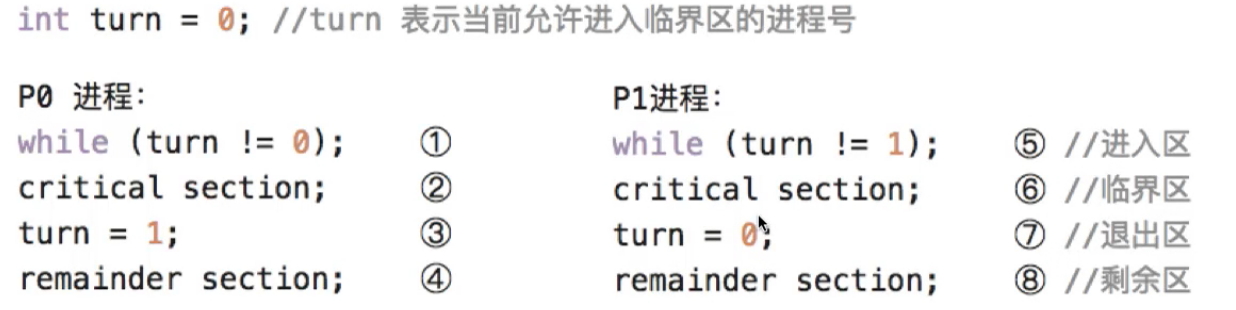 int turn = 0; //turn 表示当前允许进入临界区的进程号
P0 进程:
while (turn != 0); ①
critical section; ②
turn = 1; ③
remainder section; ④
P1进程:
while (turn != 1); ⑤ //进入区
critical section; ⑥ //临界区
turn = 0; ⑦ //退出区
remainder section; ⑧ //剩余区